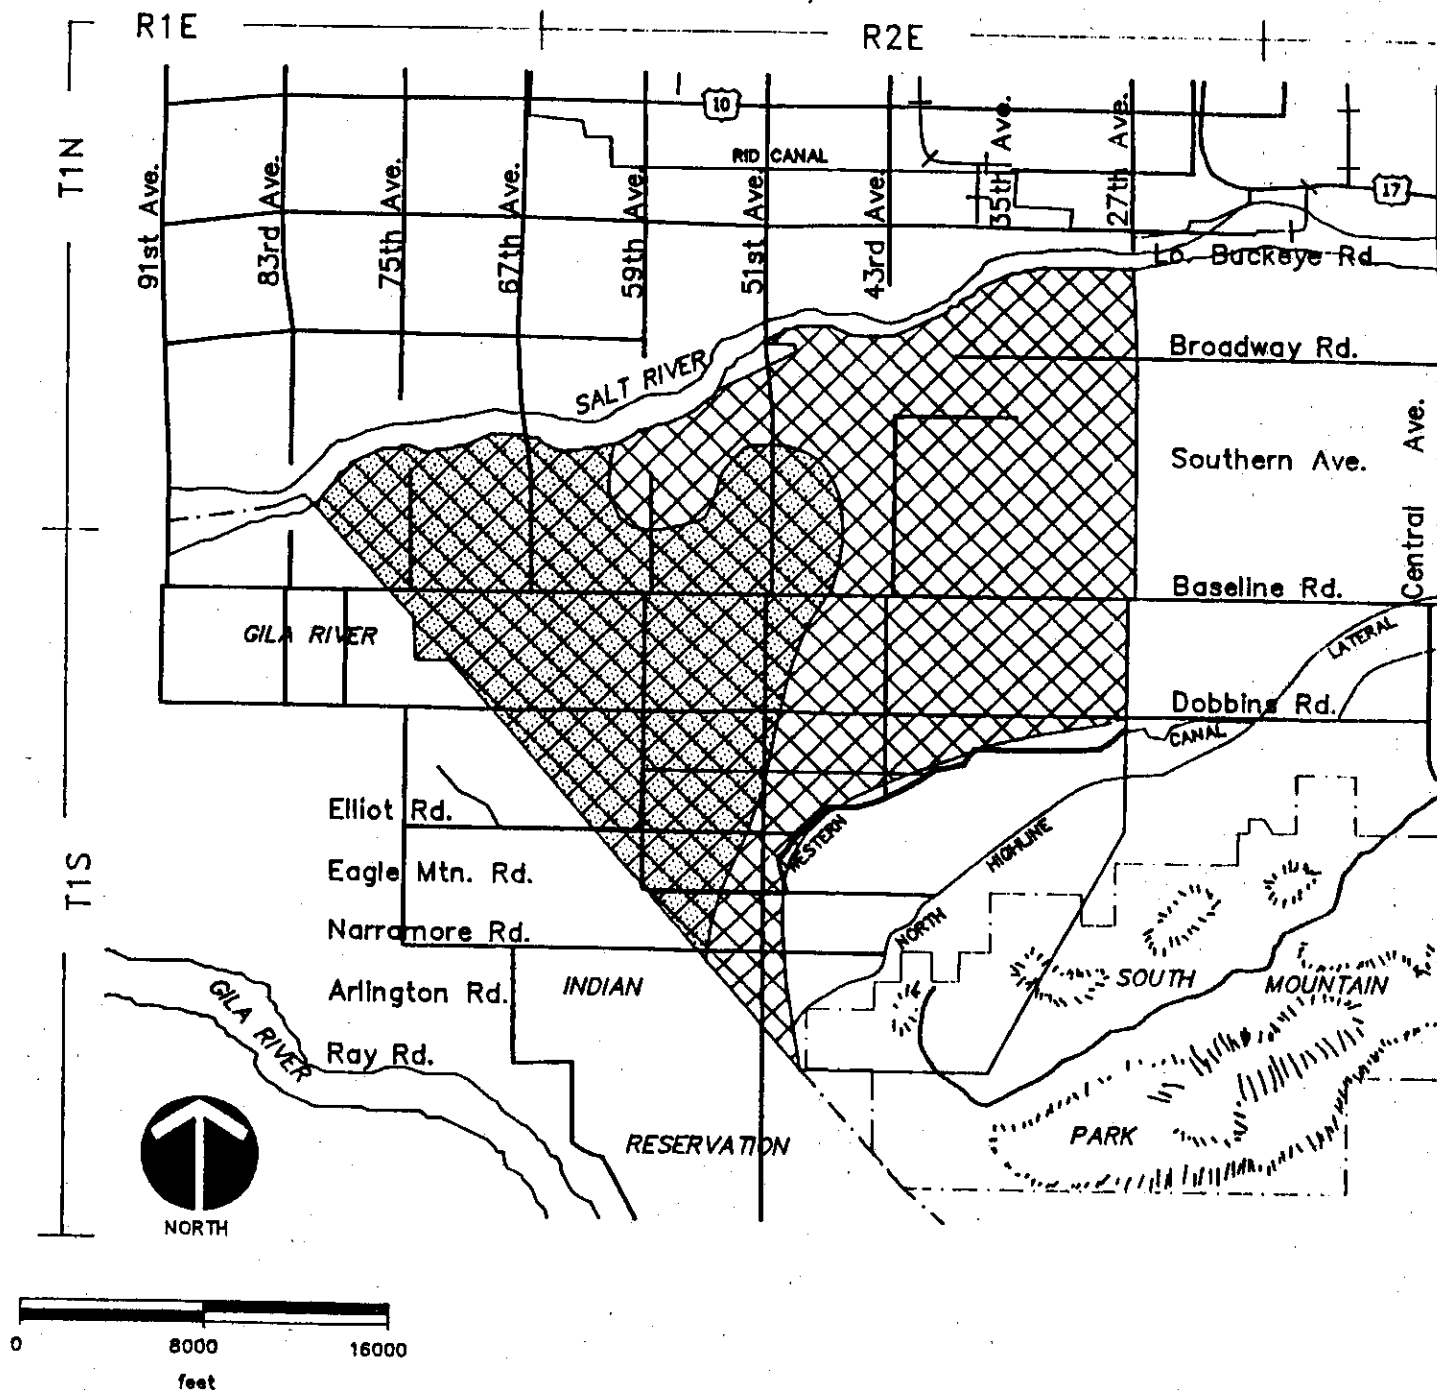 R1E
R2E
T1N
10
RID CANAL
17
91st Ave.
83rd Ave.
75th Ave.
67th Ave.
59th Ave.
51st Ave.
43rd Ave.
35th Ave.
27th Ave.
Lo. Buckeye Rd.
Broadway Rd.
SALT RIVER
Southern Ave.
Central Ave.
Baseline Rd.
GILA RIVER
LATERAL
Dobbins Rd.
CANAL
Elliot Rd.
WESTERN
HIGHLINE
Eagle Mtn. Rd.
T1S
NORTH
Narramore Rd.
INDIAN
SOUTH
MOUNTAIN
Arlington Rd.
GILA RIVER
Ray Rd.
RESERVATION
PARK
NORTH
0
8000
16000
feet